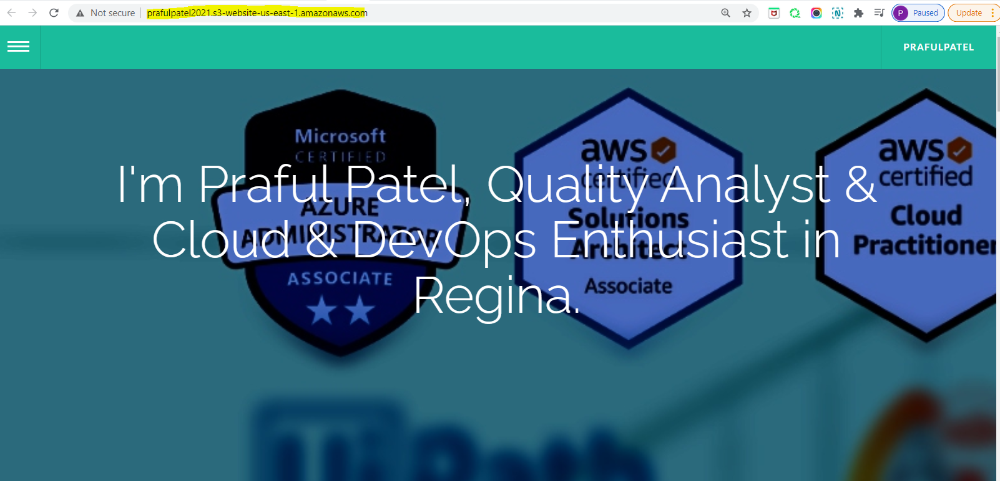 Not secure
prafulpatel2021.s3-website-us-east-1.amazonaws.com
P
Paused
Update
PRAFULPATEL
Microsoft
CERTIFIED
AZURE
ADMINISTRATOR
ASSOCIATE
aws
certified
Solutions
Architect
Associate
aws
certified
Cloud
Practitioner
I'm Praful Patel, Quality Analyst &
Cloud & DevOps Enthusiast in
Regina.
UiPath